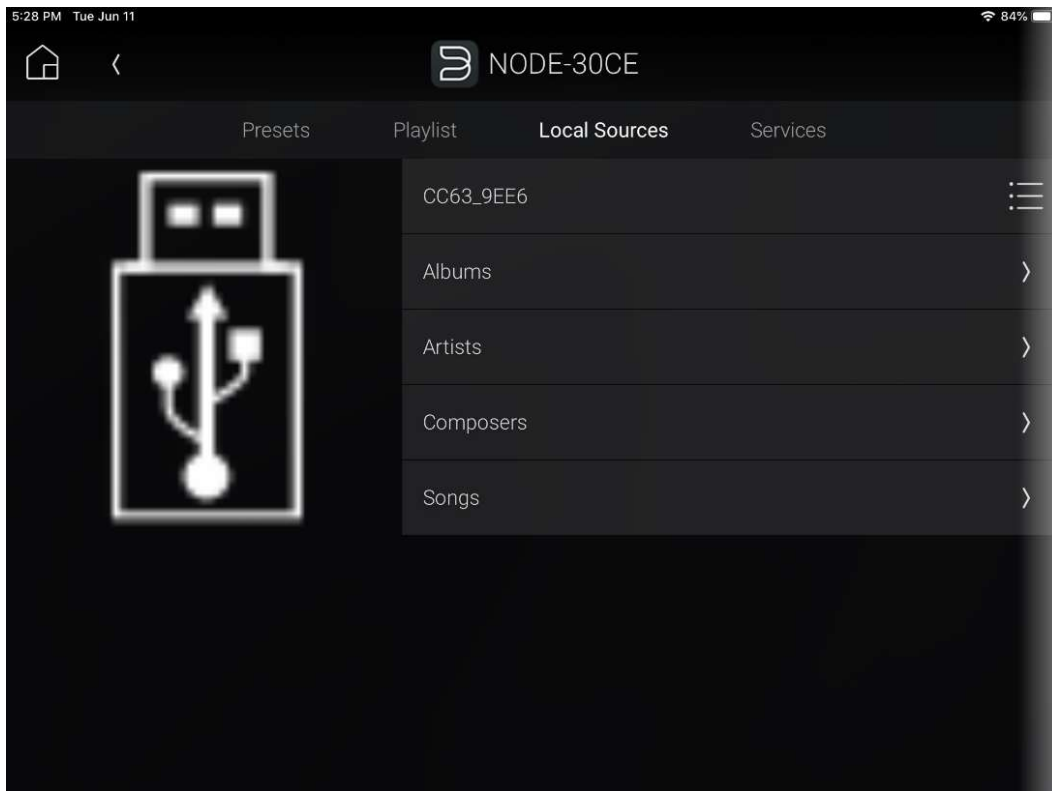 5:28 PM Tue Jun 11 84%
NODE-30CE
Presets Playlist Local Sources Services
CC63_9EE6
Albums
Artists
Composers
Songs